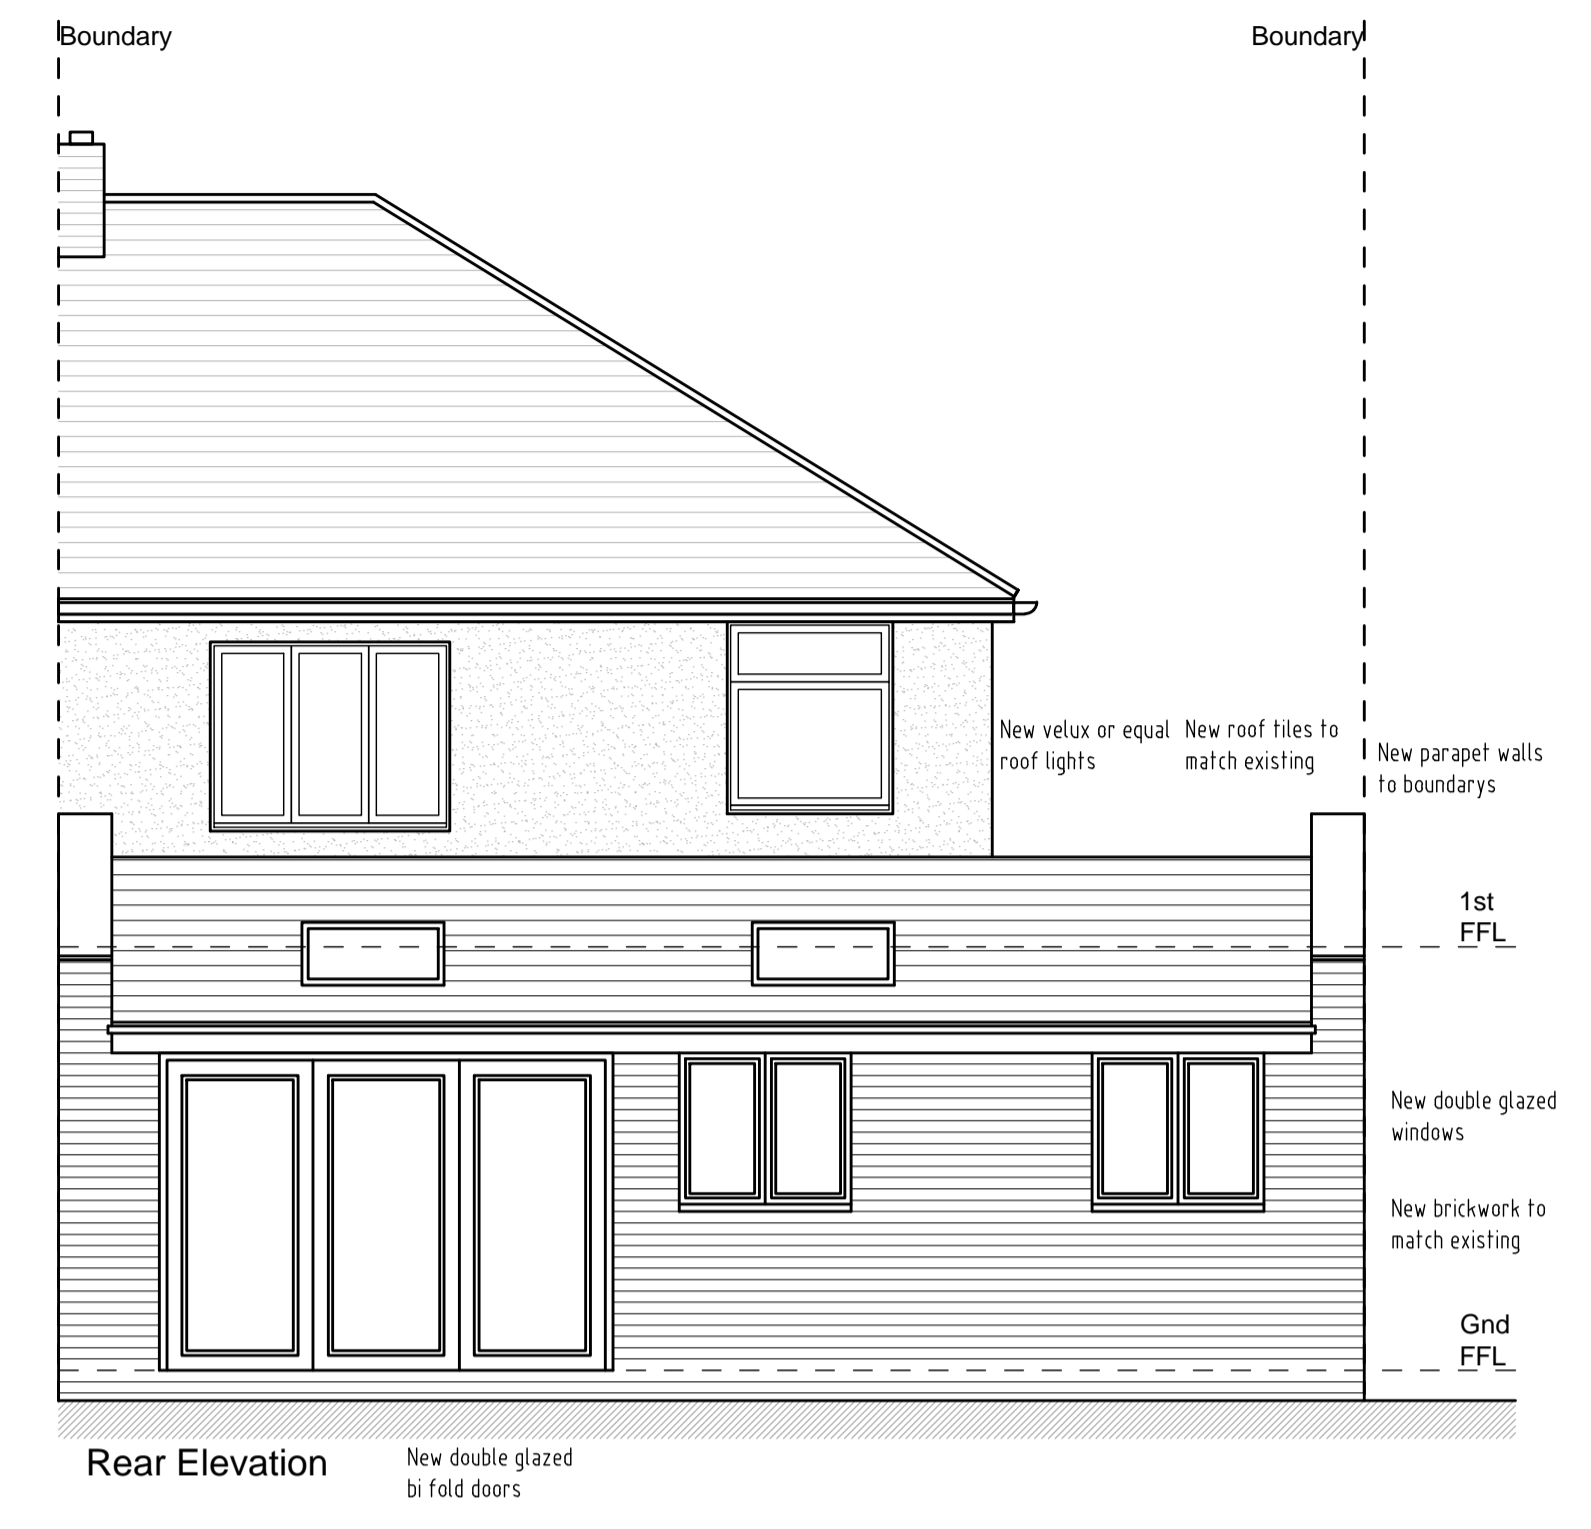 Boundary
Boundary
New velux or equal
roof lights
New roof tiles to
match existing
New parapet walls
to boundarys
1st
FFL
New double glazed
windows
New brickwork to
match existing
Gnd
FFL
Rear Elevation
New double glazed
bi fold doors